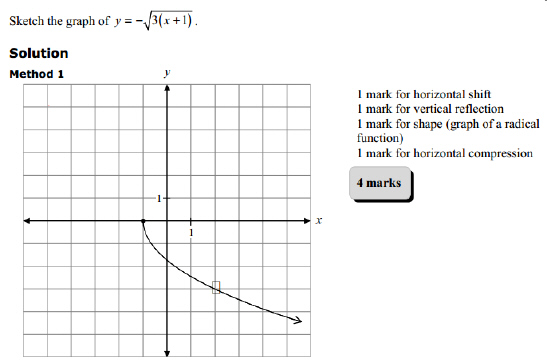 Sketch the graph of y = −√3(x + 1) .
Solution
Method 1
y
1
1
x
1 mark for horizontal shift
1 mark for vertical reflection
1 mark for shape (graph of a radical
function)
1 mark for horizontal compression
4 marks